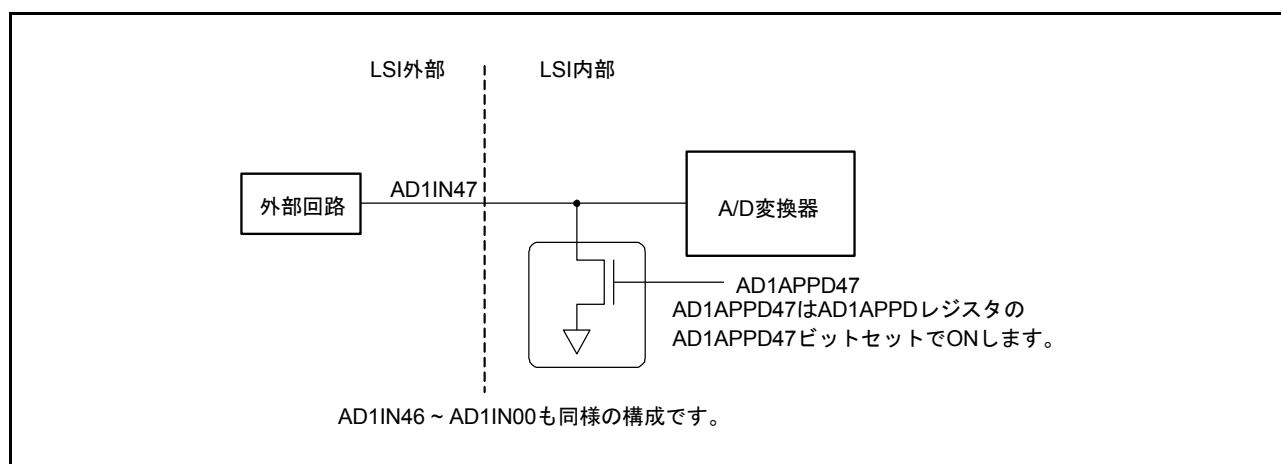 LSI外部
LSI内部
外部回路
AD1IN47
A/D変換器
AD1APPD47
AD1APPD47はAD1APPDレジスタの
AD1APPD47ビットセットでONします。
AD1IN46 ~ AD1IN00も同様の構成です。